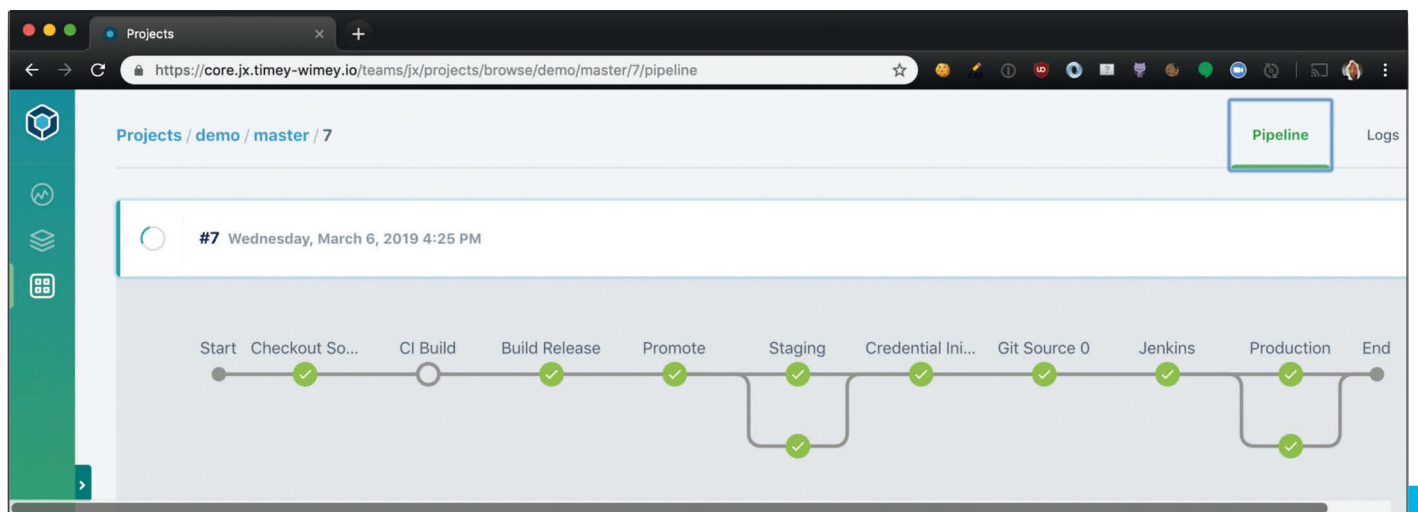 Projects
https://core.jx.timey-wimey.io/teams/jx/projects/browse/demo/master/7/pipeline
Projects / demo / master / 7
Pipeline
Logs
#7 Wednesday, March 6, 2019 4:25 PM
Start Checkout So... CI Build Build Release Promote Staging Credential Ini... Git Source 0 Jenkins Production End